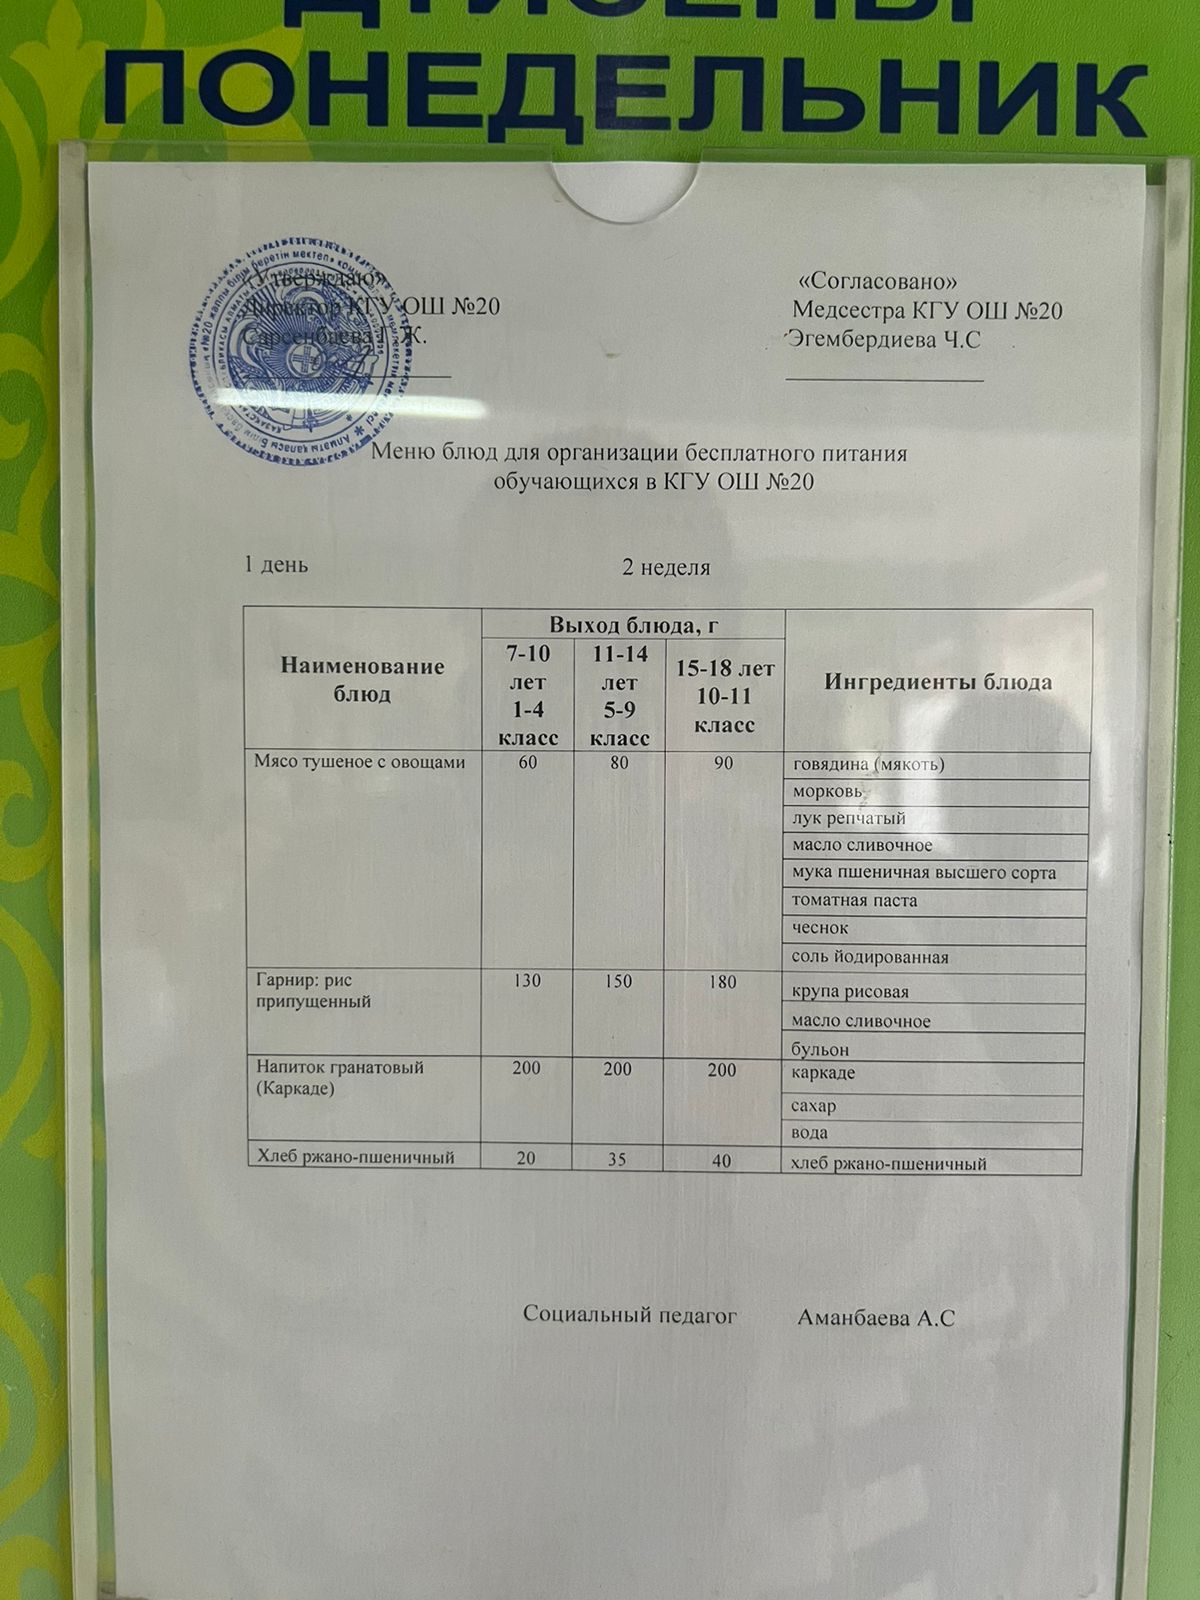 ДҮЙСЕНБІ
ПОНЕДЕЛЬНИК
«Утверждаю» «Согласовано»
Директор КГУ ОШ №20 Медсестра КГУ ОШ №20
Сарсенбаева Г.Ж. Эгембердиева Ч.С
Меню блюд для организации бесплатного питания
обучающихся в КГУ ОШ №20
1 день 2 неделя
Наименование блюд Выход блюда, г Ингредиенты блюда
7-10 лет 1-4 класс 11-14 лет 5-9 класс 15-18 лет 10-11 класс
Мясо тушеное с овощами 60 80 90 говядина (мякоть)
морковь
лук репчатый
масло сливочное
мука пшеничная высшего сорта
томатная паста
чеснок
соль йодированная
Гарнир: рис 130 150 180 крупа рисовая
припущенный
масло сливочное
бульон
Напиток гранатовый 200 200 200 каркаде
(Каркаде)
сахар
вода
Хлеб ржано-пшеничный 20 35 40 хлеб ржано-пшеничный
Социальный педагог Аманбаева А.С